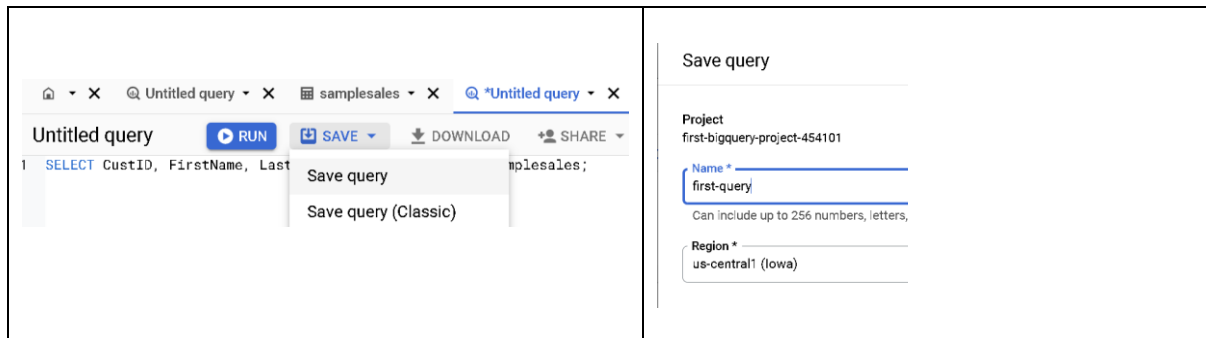 Untitled query samplesales *Untitled query
Untitled query RUN SAVE DOWNLOAD SHARE
1 SELECT CustID, FirstName, Last mplesales;
Save query
Save query (Classic)
Save query
Project
first-bigquery-project-454101
Name *
first-query
Can include up to 256 numbers, letters,
Region *
us-central1 (Iowa)